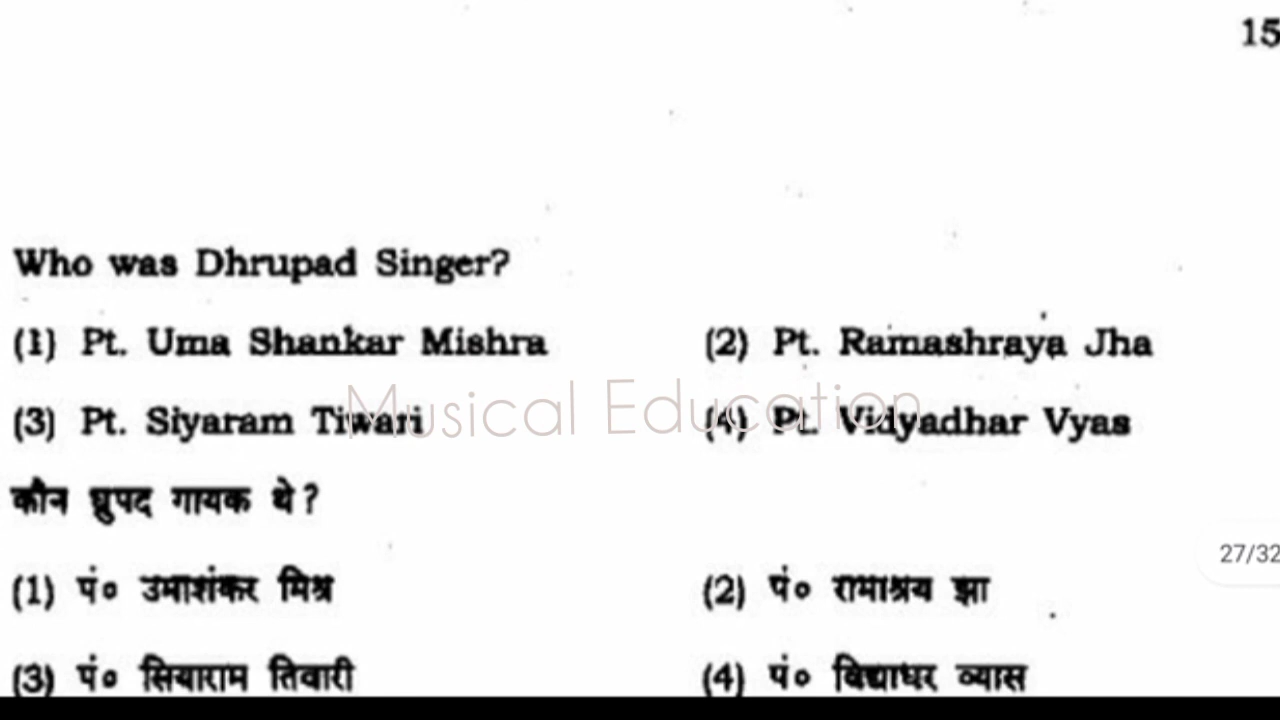 15
Who was Dhrupad Singer?
(1) Pt. Uma Shankar Mishra (2) Pt. Ramashraya Jha
(3) Pt. Siyaram Tiwari (4) Pt. Vidyadhar Vyas
Musical Education
कौन ध्रुपद गायक थे?
27/32
(1) पं० उमाशंकर मिश्र (2) पं० रामाश्रय झा
(3) पं० सियाराम तिवारी (4) पं० विद्याधर व्यास